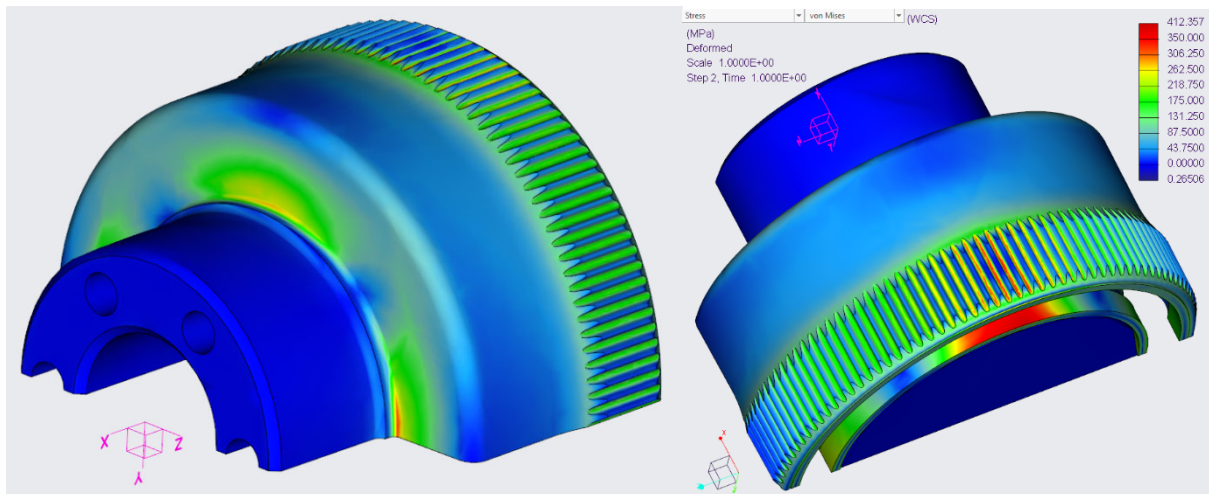 Stress von Mises (WCS)
(MPa)
Deformed
Scale 1.0000E+00
Step 2, Time 1.0000E+00
412.357
350.000
306.250
262.500
218.750
175.000
131.250
87.5000
43.7500
0.00000
0.26506
X Z
Y
X